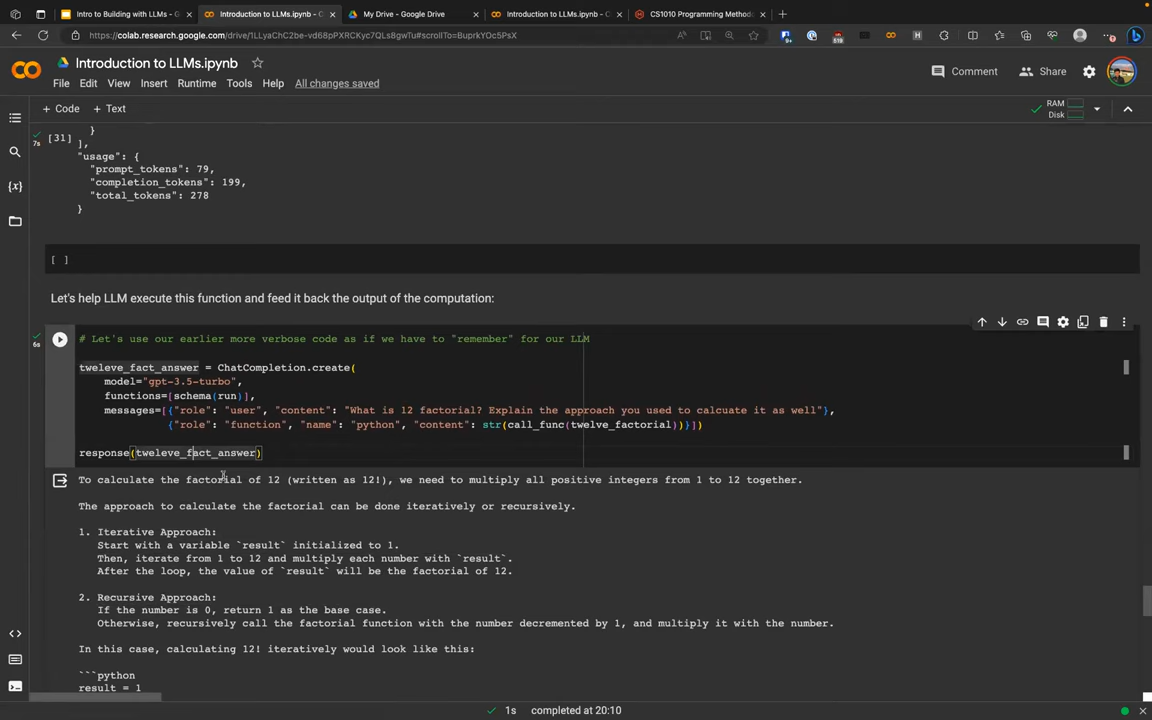 Intro to Building with LLMs - G
Introduction to LLMs.ipynb - C
My Drive - Google Drive
Introduction to LLMs.ipynb - C
CS1010 Programming Methodo
https://colab.research.google.com/drive/1LLyaChC2be-vd68pPXRCKyc7QLs8gwTu#scrollTo=BuprkYOc5PsX
Introduction to LLMs.ipynb
Comment
Share
File Edit View Insert Runtime Tools Help All changes saved
+ Code + Text
RAM
Disk
}
[31]
7s
],
"usage": {
"prompt_tokens": 79,
"completion_tokens": 199,
"total_tokens": 278
}
{x}
[ ]
Let's help LLM execute this function and feed it back the output of the computation:
6s
# Let's use our earlier more verbose code as if we have to "remember" for our LLM
tweleve_fact_answer = ChatCompletion.create(
model="gpt-3.5-turbo",
functions=[schema(run)],
messages=[{"role": "user", "content": "What is 12 factorial? Explain the approach you used to calcuate it as well"},
{"role": "function", "name": "python", "content": str(call_func(twelve_factorial))}])
response(tweleve_fact_answer)
To calculate the factorial of 12 (written as 12!), we need to multiply all positive integers from 1 to 12 together.
The approach to calculate the factorial can be done iteratively or recursively.
1. Iterative Approach:
Start with a variable `result` initialized to 1.
Then, iterate from 1 to 12 and multiply each number with `result`.
After the loop, the value of `result` will be the factorial of 12.
2. Recursive Approach:
If the number is 0, return 1 as the base case.
Otherwise, recursively call the factorial function with the number decremented by 1, and multiply it with the number.
In this case, calculating 12! iteratively would look like this:
```python
result = 1
1s completed at 20:10